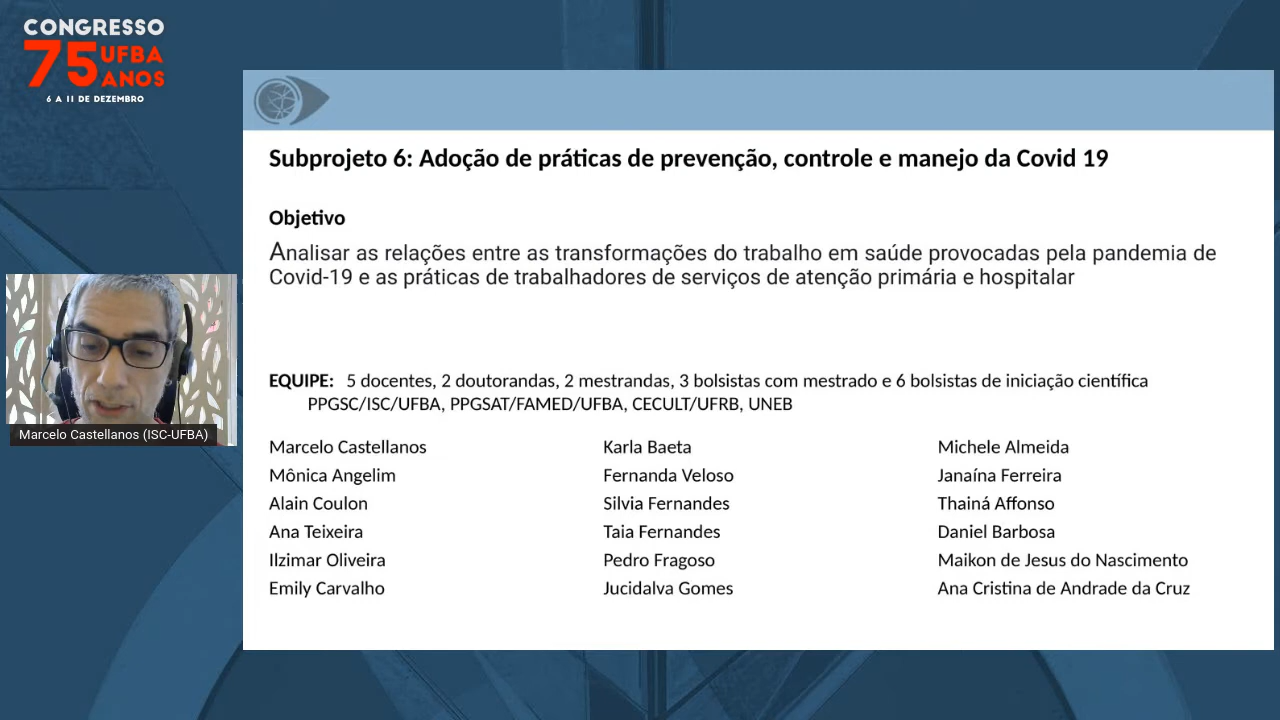 CONGRESSO
75 UFBA
ANOS
6 A 11 DE DEZEMBRO
Subprojeto 6: Adoção de práticas de prevenção, controle e manejo da Covid 19
Objetivo
Analisar as relações entre as transformações do trabalho em saúde provocadas pela pandemia de
Covid-19 e as práticas de trabalhadores de serviços de atenção primária e hospitalar
EQUIPE: 5 docentes, 2 doutorandas, 2 mestrandas, 3 bolsistas com mestrado e 6 bolsistas de iniciação científica
PPGSC/ISC/UFBA, PPGSAT/FAMED/UFBA, CECULT/UFRB, UNEB
Marcelo Castellanos
Mônica Angelim
Alain Coulon
Ana Teixeira
Ilzimar Oliveira
Emily Carvalho
Karla Baeta
Fernanda Veloso
Silvia Fernandes
Taia Fernandes
Pedro Fragoso
Jucidalva Gomes
Michele Almeida
Janaína Ferreira
Thainá Affonso
Daniel Barbosa
Maikon de Jesus do Nascimento
Ana Cristina de Andrade da Cruz
Marcelo Castellanos (ISC-UFBA)